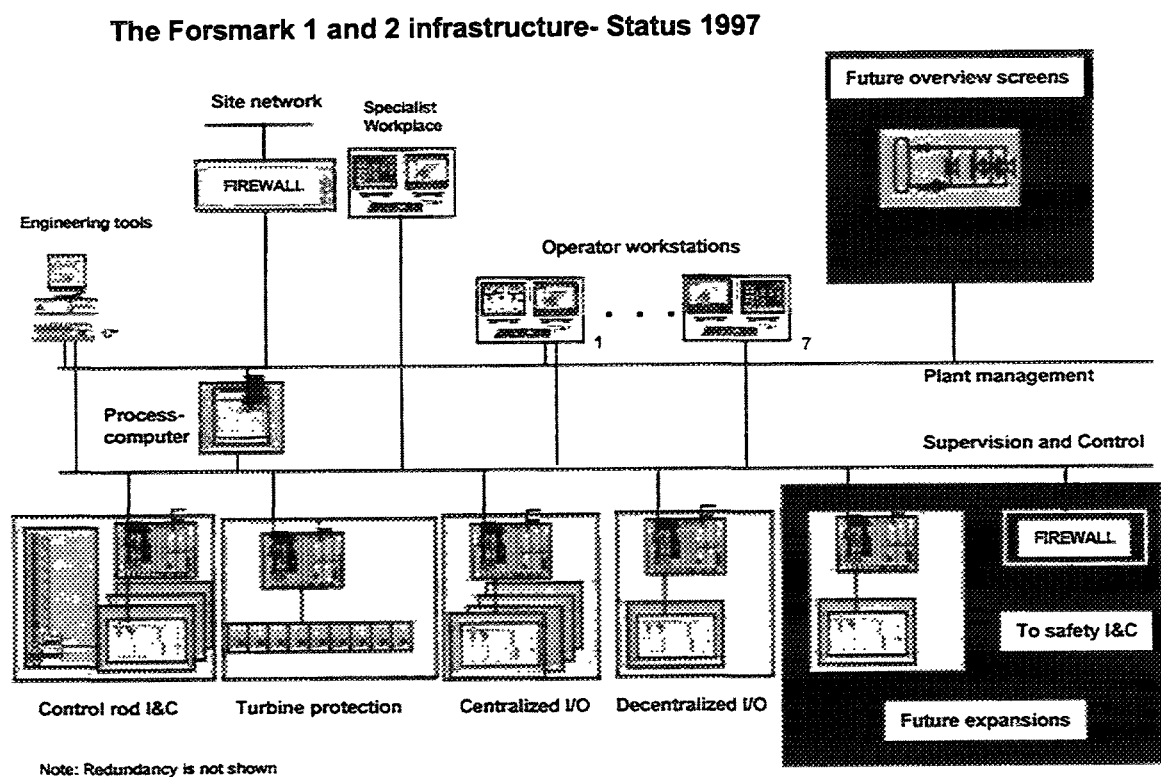 The Forsmark 1 and 2 infrastructure- Status 1997
Future overview screens
Site network
Specialist
Workplace
FIREWALL
Engineering tools
Operator workstations
1
7
Plant management
Process-
computer
Supervision and Control
FIREWALL
To safety I&C
Control rod I&C
Turbine protection
Centralized I/O
Decentralized I/O
Future expansions
Note: Redundancy is not shown